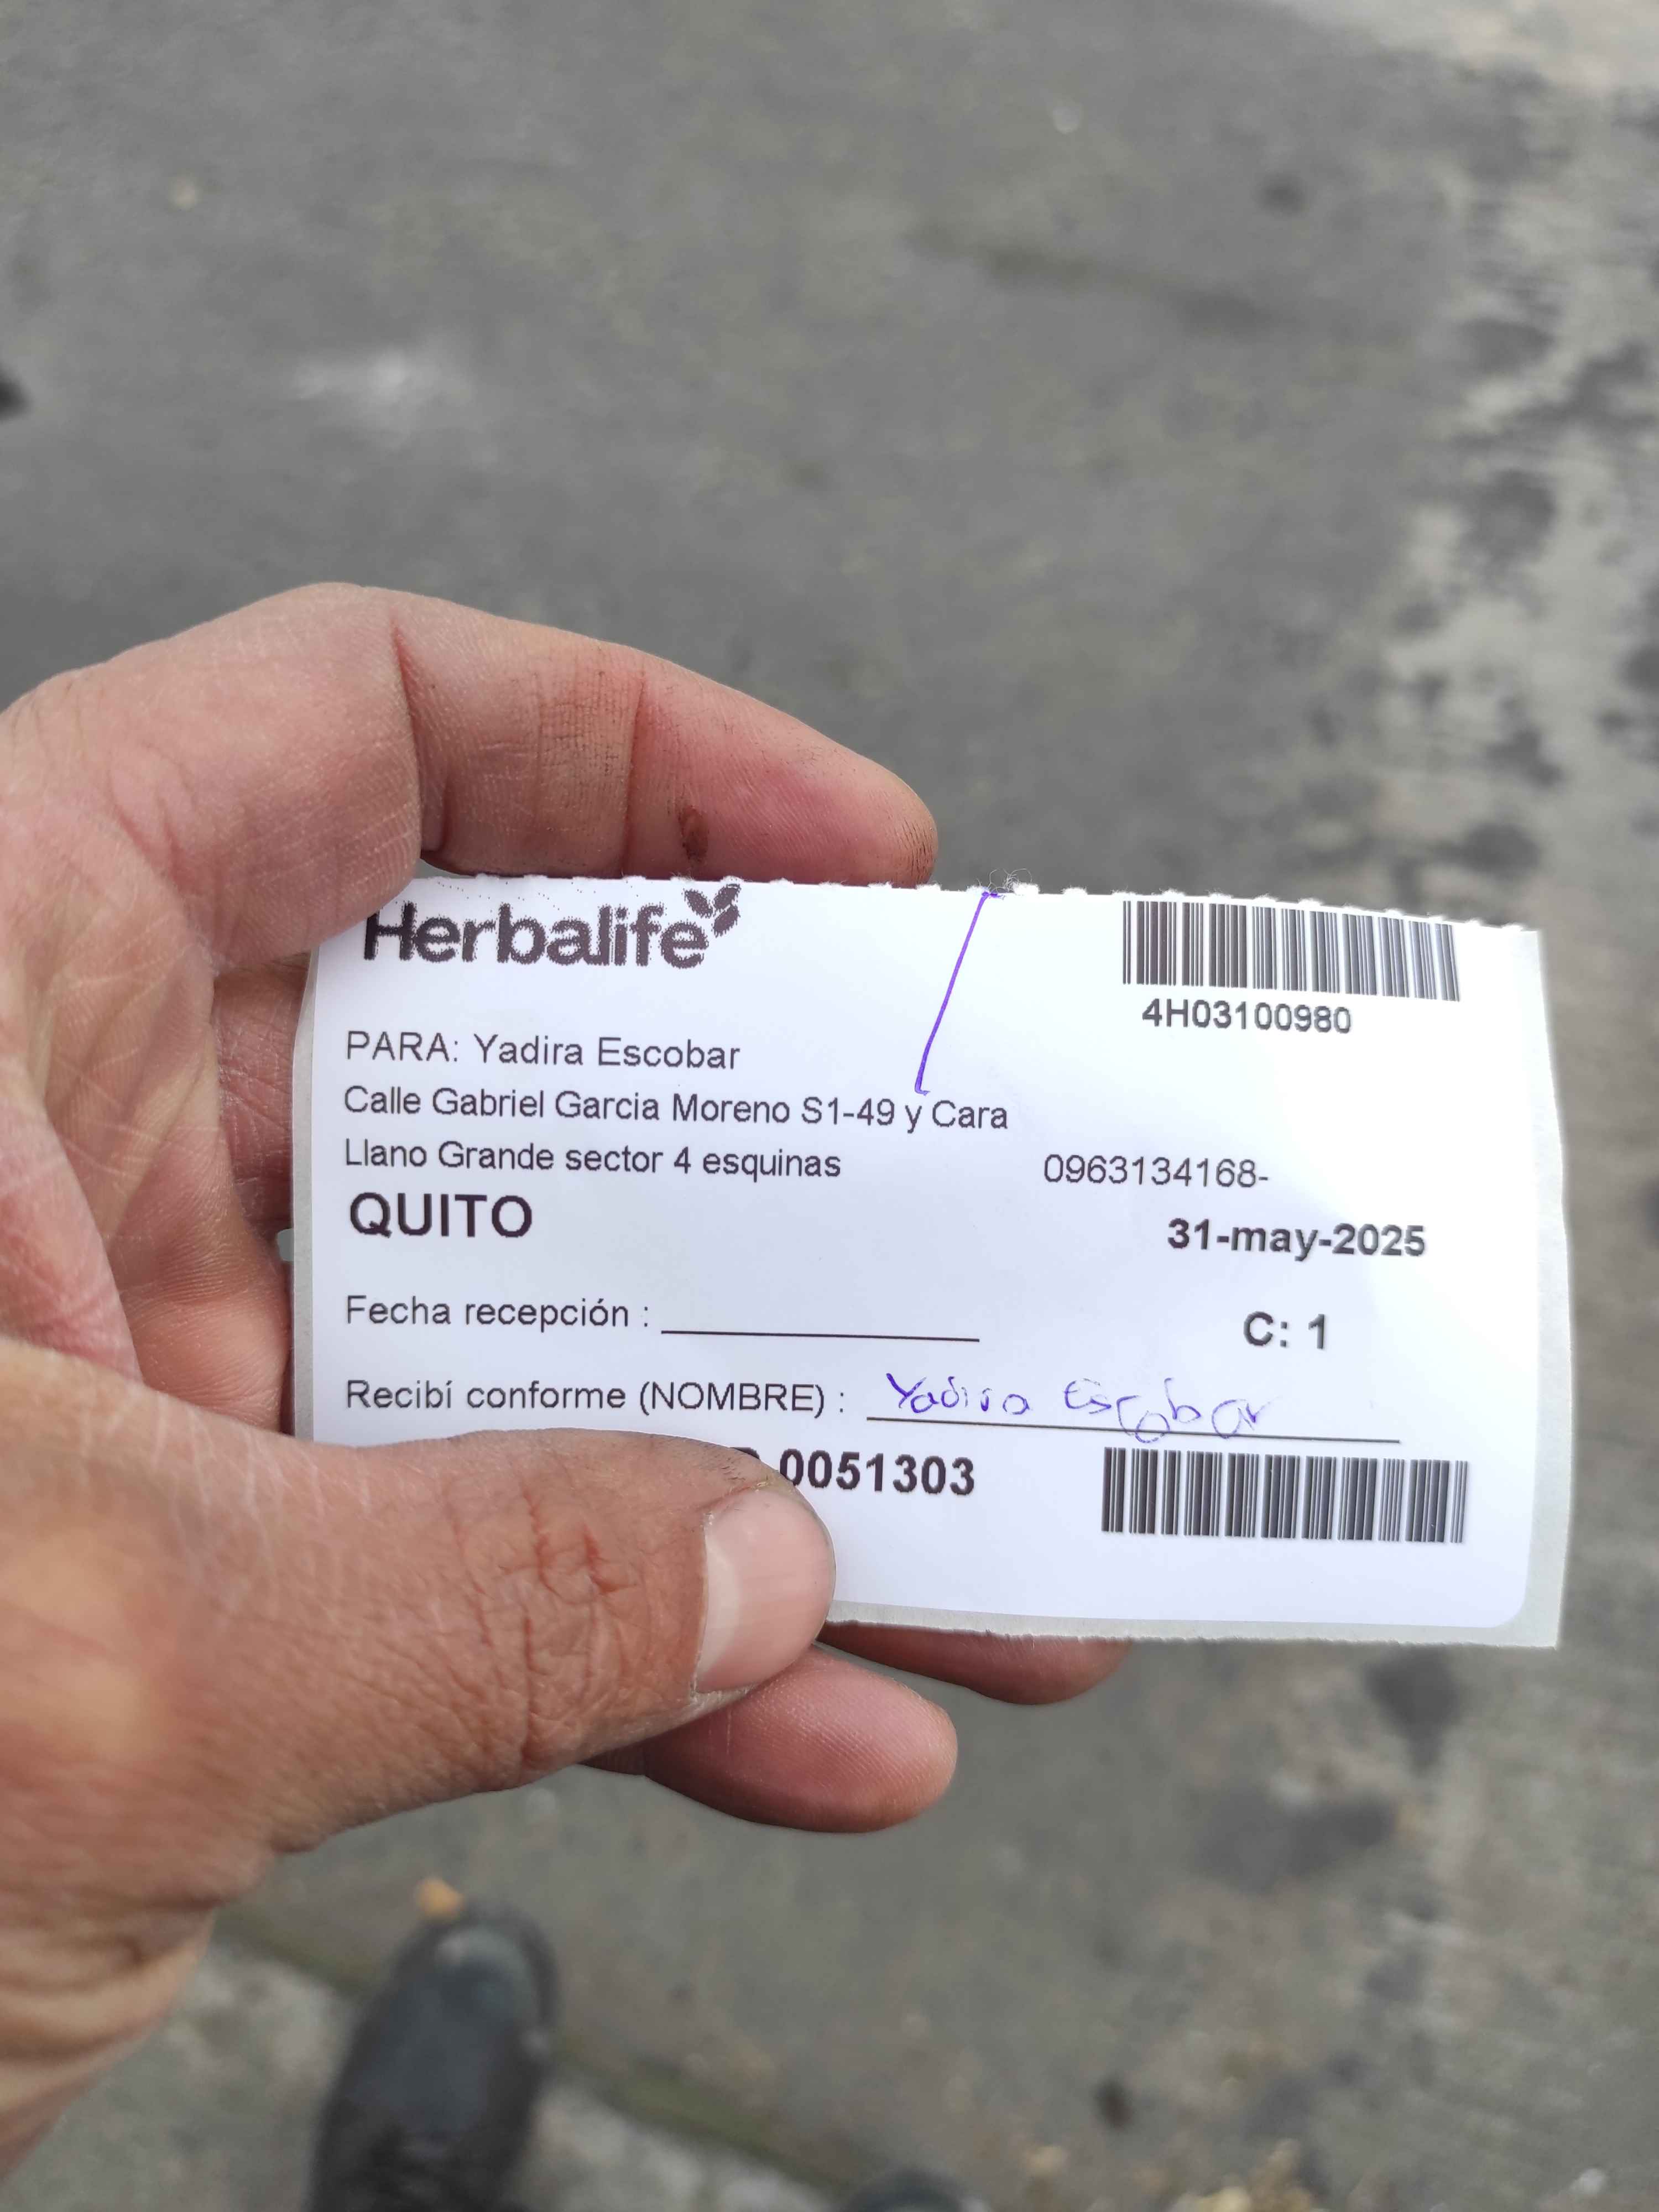 Herbalife
4H03100980
PARA: Yadira Escobar
Calle Gabriel Garcia Moreno S1-49 y Cara
Llano Grande sector 4 esquinas 0963134168-
QUITO
31-may-2025
Fecha recepción : ____________
C: 1
Recibí conforme (NOMBRE) : Yadira Escobar
0051303